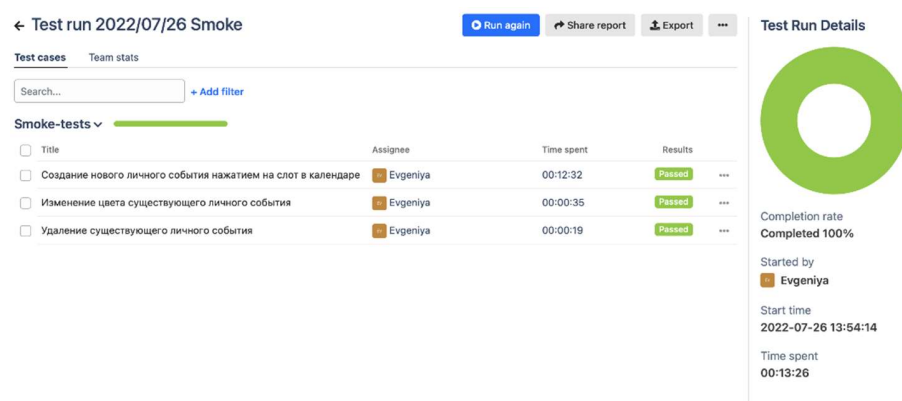 ← Test run 2022/07/26 Smoke
Run again
Share report
Export
Test cases Team stats
Search...
+ Add filter
Smoke-tests
Title Assignee Time spent Results
Создание нового личного события нажатием на слот в календаре Evgeniya 00:12:32 Passed
Изменение цвета существующего личного события Evgeniya 00:00:35 Passed
Удаление существующего личного события Evgeniya 00:00:19 Passed
Test Run Details
Completion rate
Completed 100%
Started by
Evgeniya
Start time
2022-07-26 13:54:14
Time spent
00:13:26